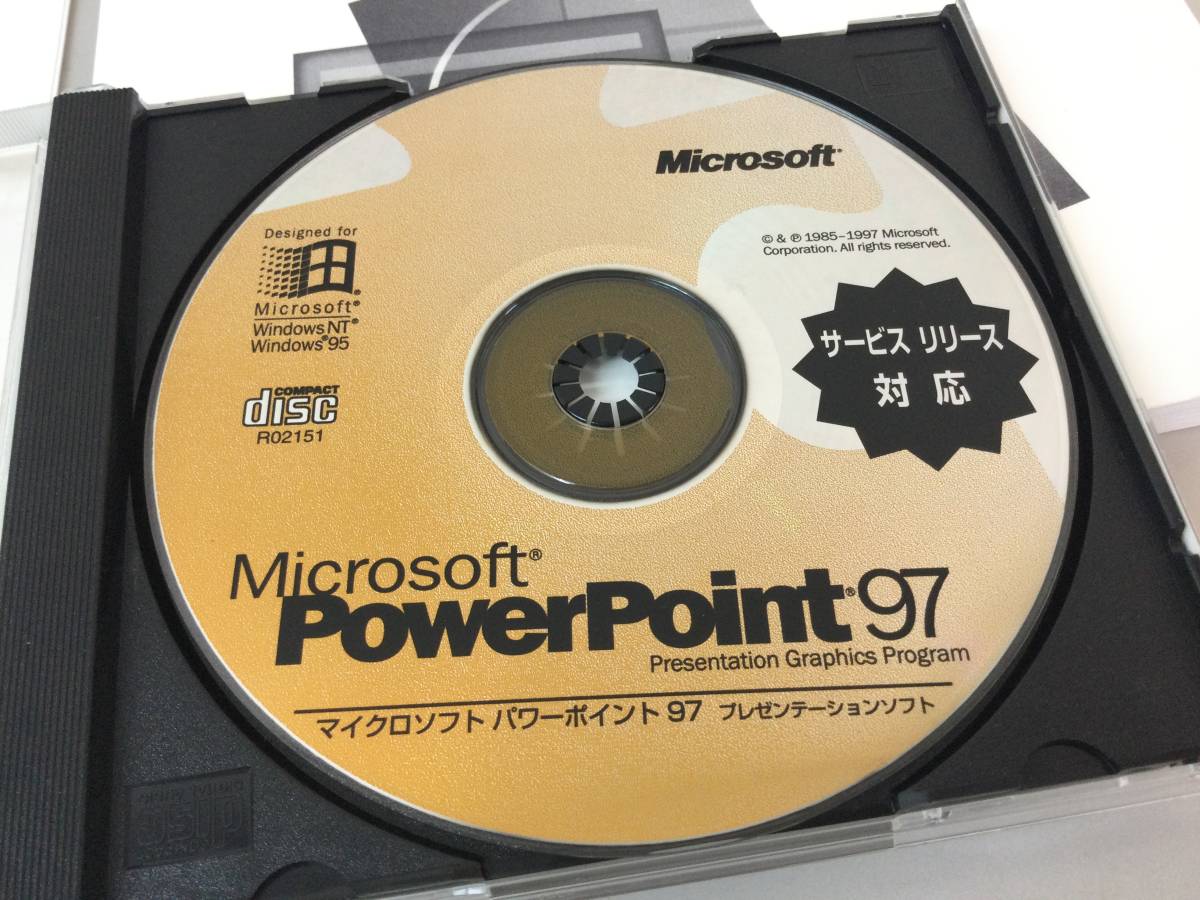 Microsoft®
Designed for
Microsoft®
Windows NT®
Windows®95
COMPACT
disc
R02151
© & ℗ 1985-1997 Microsoft
Corporation. All rights reserved.
サービス リリース
対応
Microsoft®
PowerPoint®97
Presentation Graphics Program
マイクロソフト パワーポイント 97 プレゼンテーションソフト